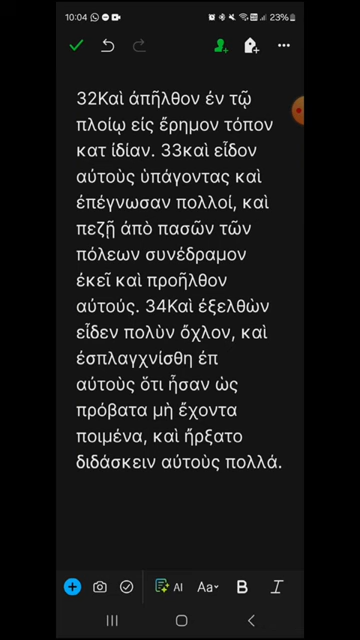 10:04
23%
32Καὶ ἀπῆλθον ἐν τῷ
πλοίῳ εἰς ἔρημον τόπον
κατ ἰδίαν. 33καὶ εἶδον
αὐτοὺς ὑπάγοντας καὶ
ἐπέγνωσαν πολλοί, καὶ
πεζῇ ἀπὸ πασῶν τῶν
πόλεων συνέδραμον
ἐκεῖ καὶ προῆλθον
αὐτούς. 34Καὶ ἐξελθὼν
εἶδεν πολὺν ὄχλον, καὶ
ἐσπλαγχνίσθη ἐπ
αὐτοὺς ὅτι ἦσαν ὡς
πρόβατα μὴ ἔχοντα
ποιμένα, καὶ ἤρξατο
διδάσκειν αὐτοὺς πολλά.
AI Aa B I